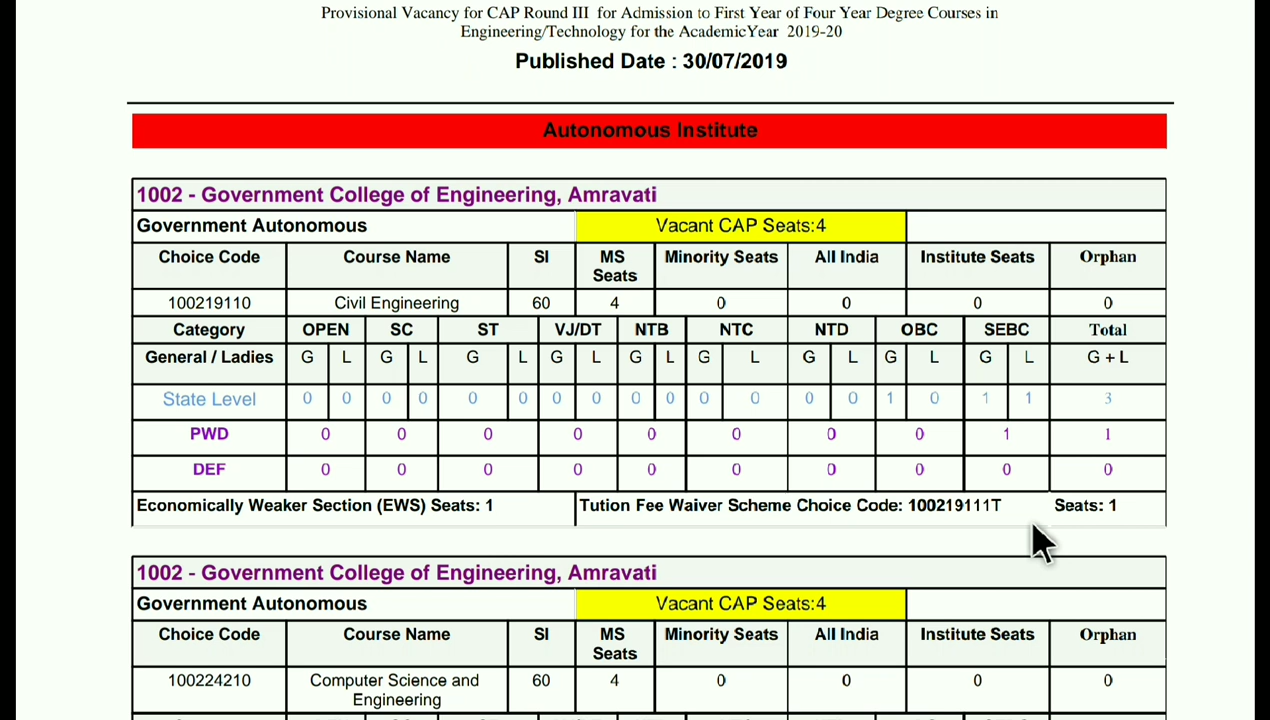 Provisional Vacancy for CAP Round III for Admission to First Year of Four Year Degree Courses in
Engineering/Technology for the AcademicYear 2019-20
Published Date : 30/07/2019
Autonomous Institute
1002 - Government College of Engineering, Amravati
Government Autonomous Vacant CAP Seats:4
Choice Code Course Name SI MS Seats Minority Seats All India Institute Seats Orphan
100219110 Civil Engineering 60 4 0 0 0 0
Category OPEN SC ST VJ/DT NTB NTC NTD OBC SEBC Total
General / Ladies G L G L G L G L G L G L G L G L G L G + L
State Level 0 0 0 0 0 0 0 0 0 0 0 0 0 0 1 0 1 1 3
PWD 0 0 0 0 0 0 0 0 1 1
DEF 0 0 0 0 0 0 0 0 0 0
Economically Weaker Section (EWS) Seats: 1 Tution Fee Waiver Scheme Choice Code: 100219111T Seats: 1
1002 - Government College of Engineering, Amravati
Government Autonomous Vacant CAP Seats:4
Choice Code Course Name SI MS Seats Minority Seats All India Institute Seats Orphan
100224210 Computer Science and Engineering 60 4 0 0 0 0